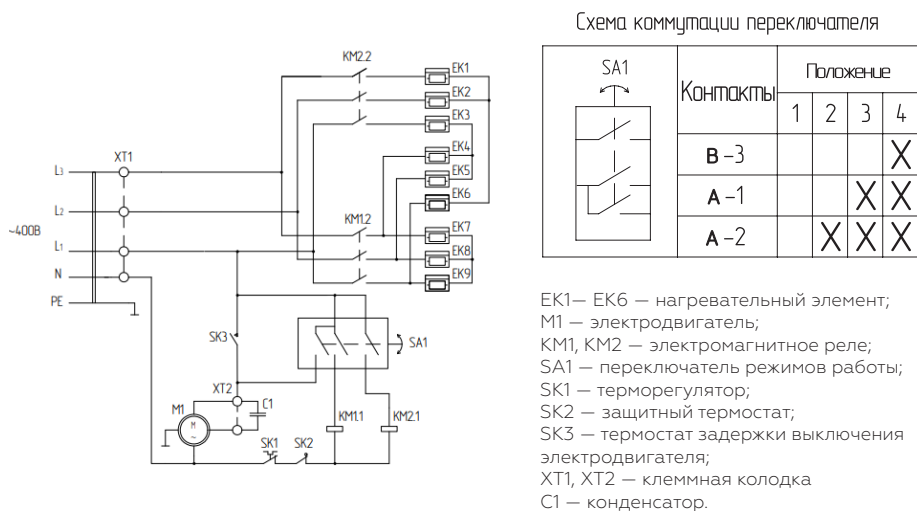 Схема коммутации переключателя
SA1
Контакты
Положение
1 2 3 4
B -3 X
A -1 X X
A -2 X X X
KM2.2
EK1
EK2
EK3
EK4
EK5
EK6
EK7
EK8
EK9
XT1
L3
L2
L1
N
PE
~400В
KM1.2
SK3
SA1
XT2
C1
M1
M
~
KM1.1
KM2.1
SK1
SK2
EK1— EK6 — нагревательный элемент;
M1 — электродвигатель;
KM1, KM2 — электромагнитное реле;
SA1 — переключатель режимов работы;
SK1 — терморегулятор;
SK2 — защитный термостат;
SK3 — термостат задержки выключения
электродвигателя;
XT1, XT2 — клеммная колодка
C1 — конденсатор.